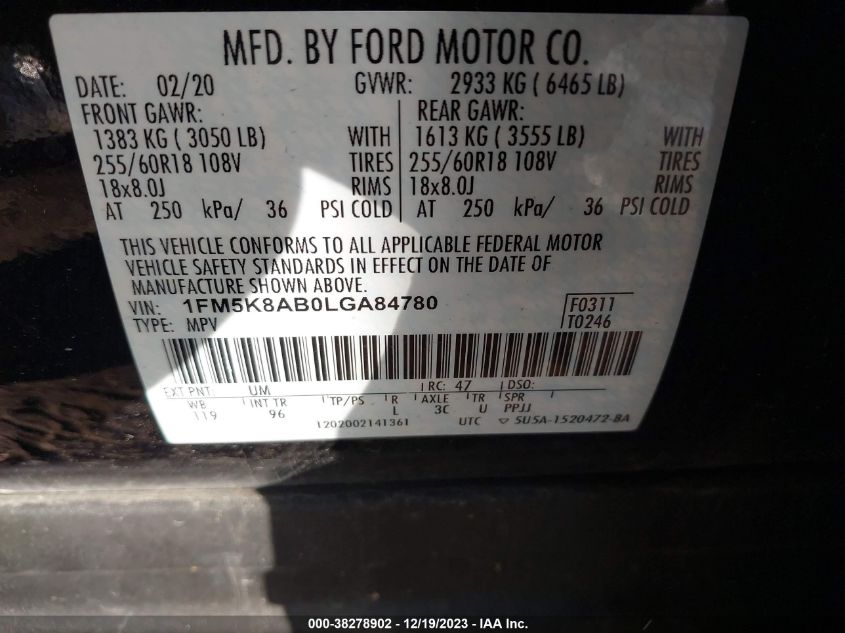 MFD. BY FORD MOTOR CO.
DATE: 02/20 GVWR: 2933 KG ( 6465 LB)
FRONT GAWR: REAR GAWR:
1383 KG ( 3050 LB) WITH 1613 KG ( 3555 LB) WITH
255/60R18 108V TIRES 255/60R18 108V TIRES
18x8.0J RIMS 18x8.0J RIMS
AT 250 kPa/ 36 PSI COLD AT 250 kPa/ 36 PSI COLD
THIS VEHICLE CONFORMS TO ALL APPLICABLE FEDERAL MOTOR
VEHICLE SAFETY STANDARDS IN EFFECT ON THE DATE OF
MANUFACTURE SHOWN ABOVE.
VIN: 1FM5K8AB0LGA84780 F0311
TYPE: MPV T0246
EXT PNT: UM RC: 47 DSO:
WB INT TR TP/PS R AXLE TR SPR
119 96 L 3C U PPJJ
1202002141361 UTC ▽ 5U5A-1520472-BA
000-38278902 - 12/19/2023 - IAA Inc.